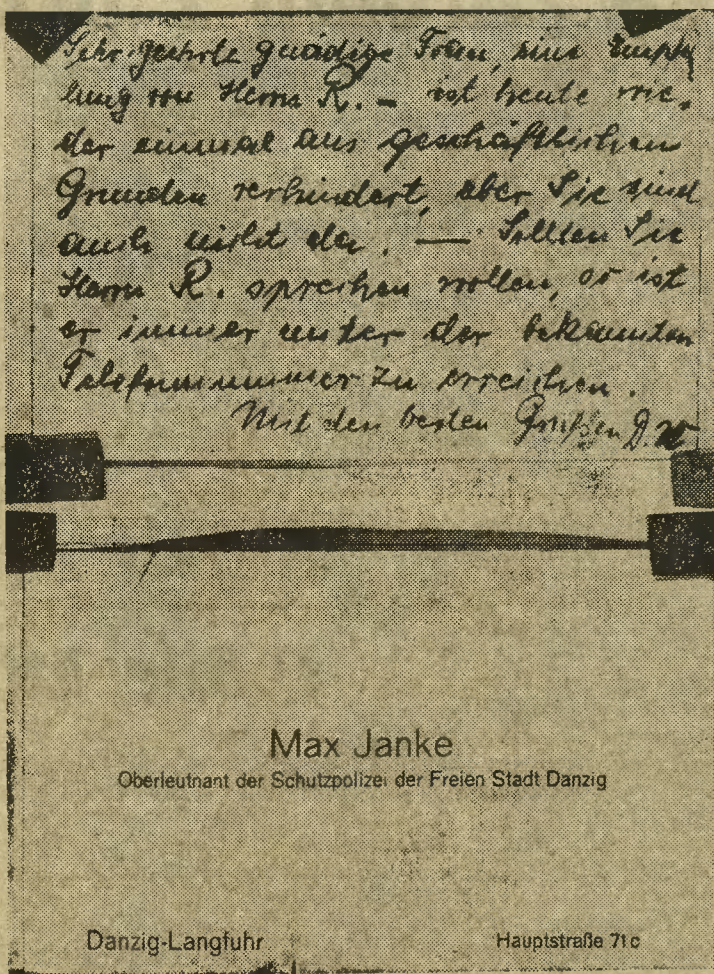 Sehr geehrte gnädige Frau, eine Empfeh
lung von Herrn R. — ist heute wie-
der einmal aus geschäftlichen
Grunden verhindert, aber Sie sind
auch nicht da. — Sollten Sie
Herrn R. sprechen wollen, so ist
er immer unter der bekannten
Telefonnummer zu erreichen.
Mit den besten Grüßen
Max Janke
Oberleutnant der Schutzpolizei der Freien Stadt Danzig
Danzig-Langfuhr
Hauptstraße 71c